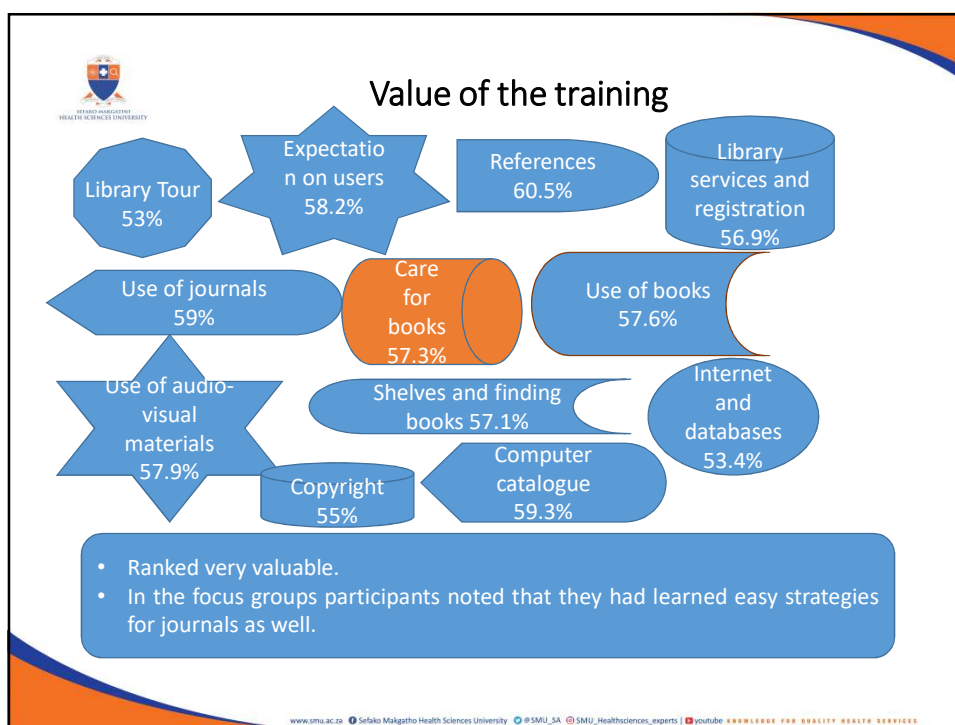 SEFAKO MAKGATHO
HEALTH SCIENCES UNIVERSITY
Value of the training
Library Tour
53%
Expectatio
n on users
58.2%
References
60.5%
Library
services and
registration
56.9%
Use of journals
59%
Care
for
books
57.3%
Use of books
57.6%
Use of audio-
visual
materials
57.9%
Shelves and finding
books 57.1%
Internet
and
databases
53.4%
Copyright
55%
Computer
catalogue
59.3%
• Ranked very valuable.
• In the focus groups participants noted that they had learned easy strategies
for journals as well.
www.smu.ac.za Sefako Makgatho Health Sciences University @SMU_SA SMU_Healthsciences_experts | youtube KNOWLEDGE FOR QUALITY HEALTH SERVICES